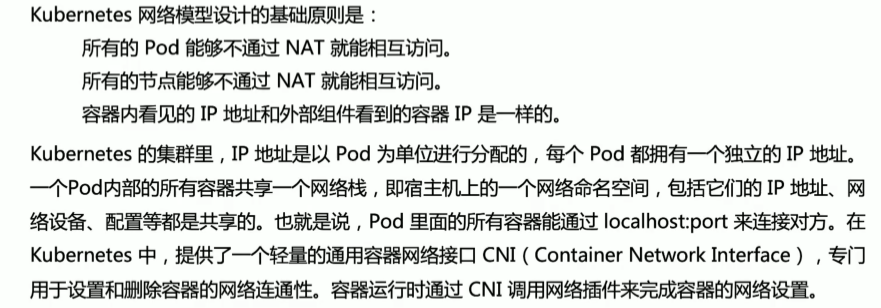 Kubernetes 网络模型设计的基础原则是：
所有的 Pod 能够不通过 NAT 就能相互访问。
所有的节点能够不通过 NAT 就能相互访问。
容器内看见的 IP 地址和外部组件看到的容器 IP 是一样的。
Kubernetes 的集群里，IP 地址是以 Pod 为单位进行分配的，每个 Pod 都拥有一个独立的 IP 地址。
一个Pod内部的所有容器共享一个网络栈，即宿主机上的一个网络命名空间，包括它们的 IP 地址、网
络设备、配置等都是共享的。也就是说，Pod 里面的所有容器能通过 localhost:port 来连接对方。在
Kubernetes 中，提供了一个轻量的通用容器网络接口 CNI（Container Network Interface），专门
用于设置和删除容器的网络连通性。容器运行时通过 CNI 调用网络插件来完成容器的网络设置。